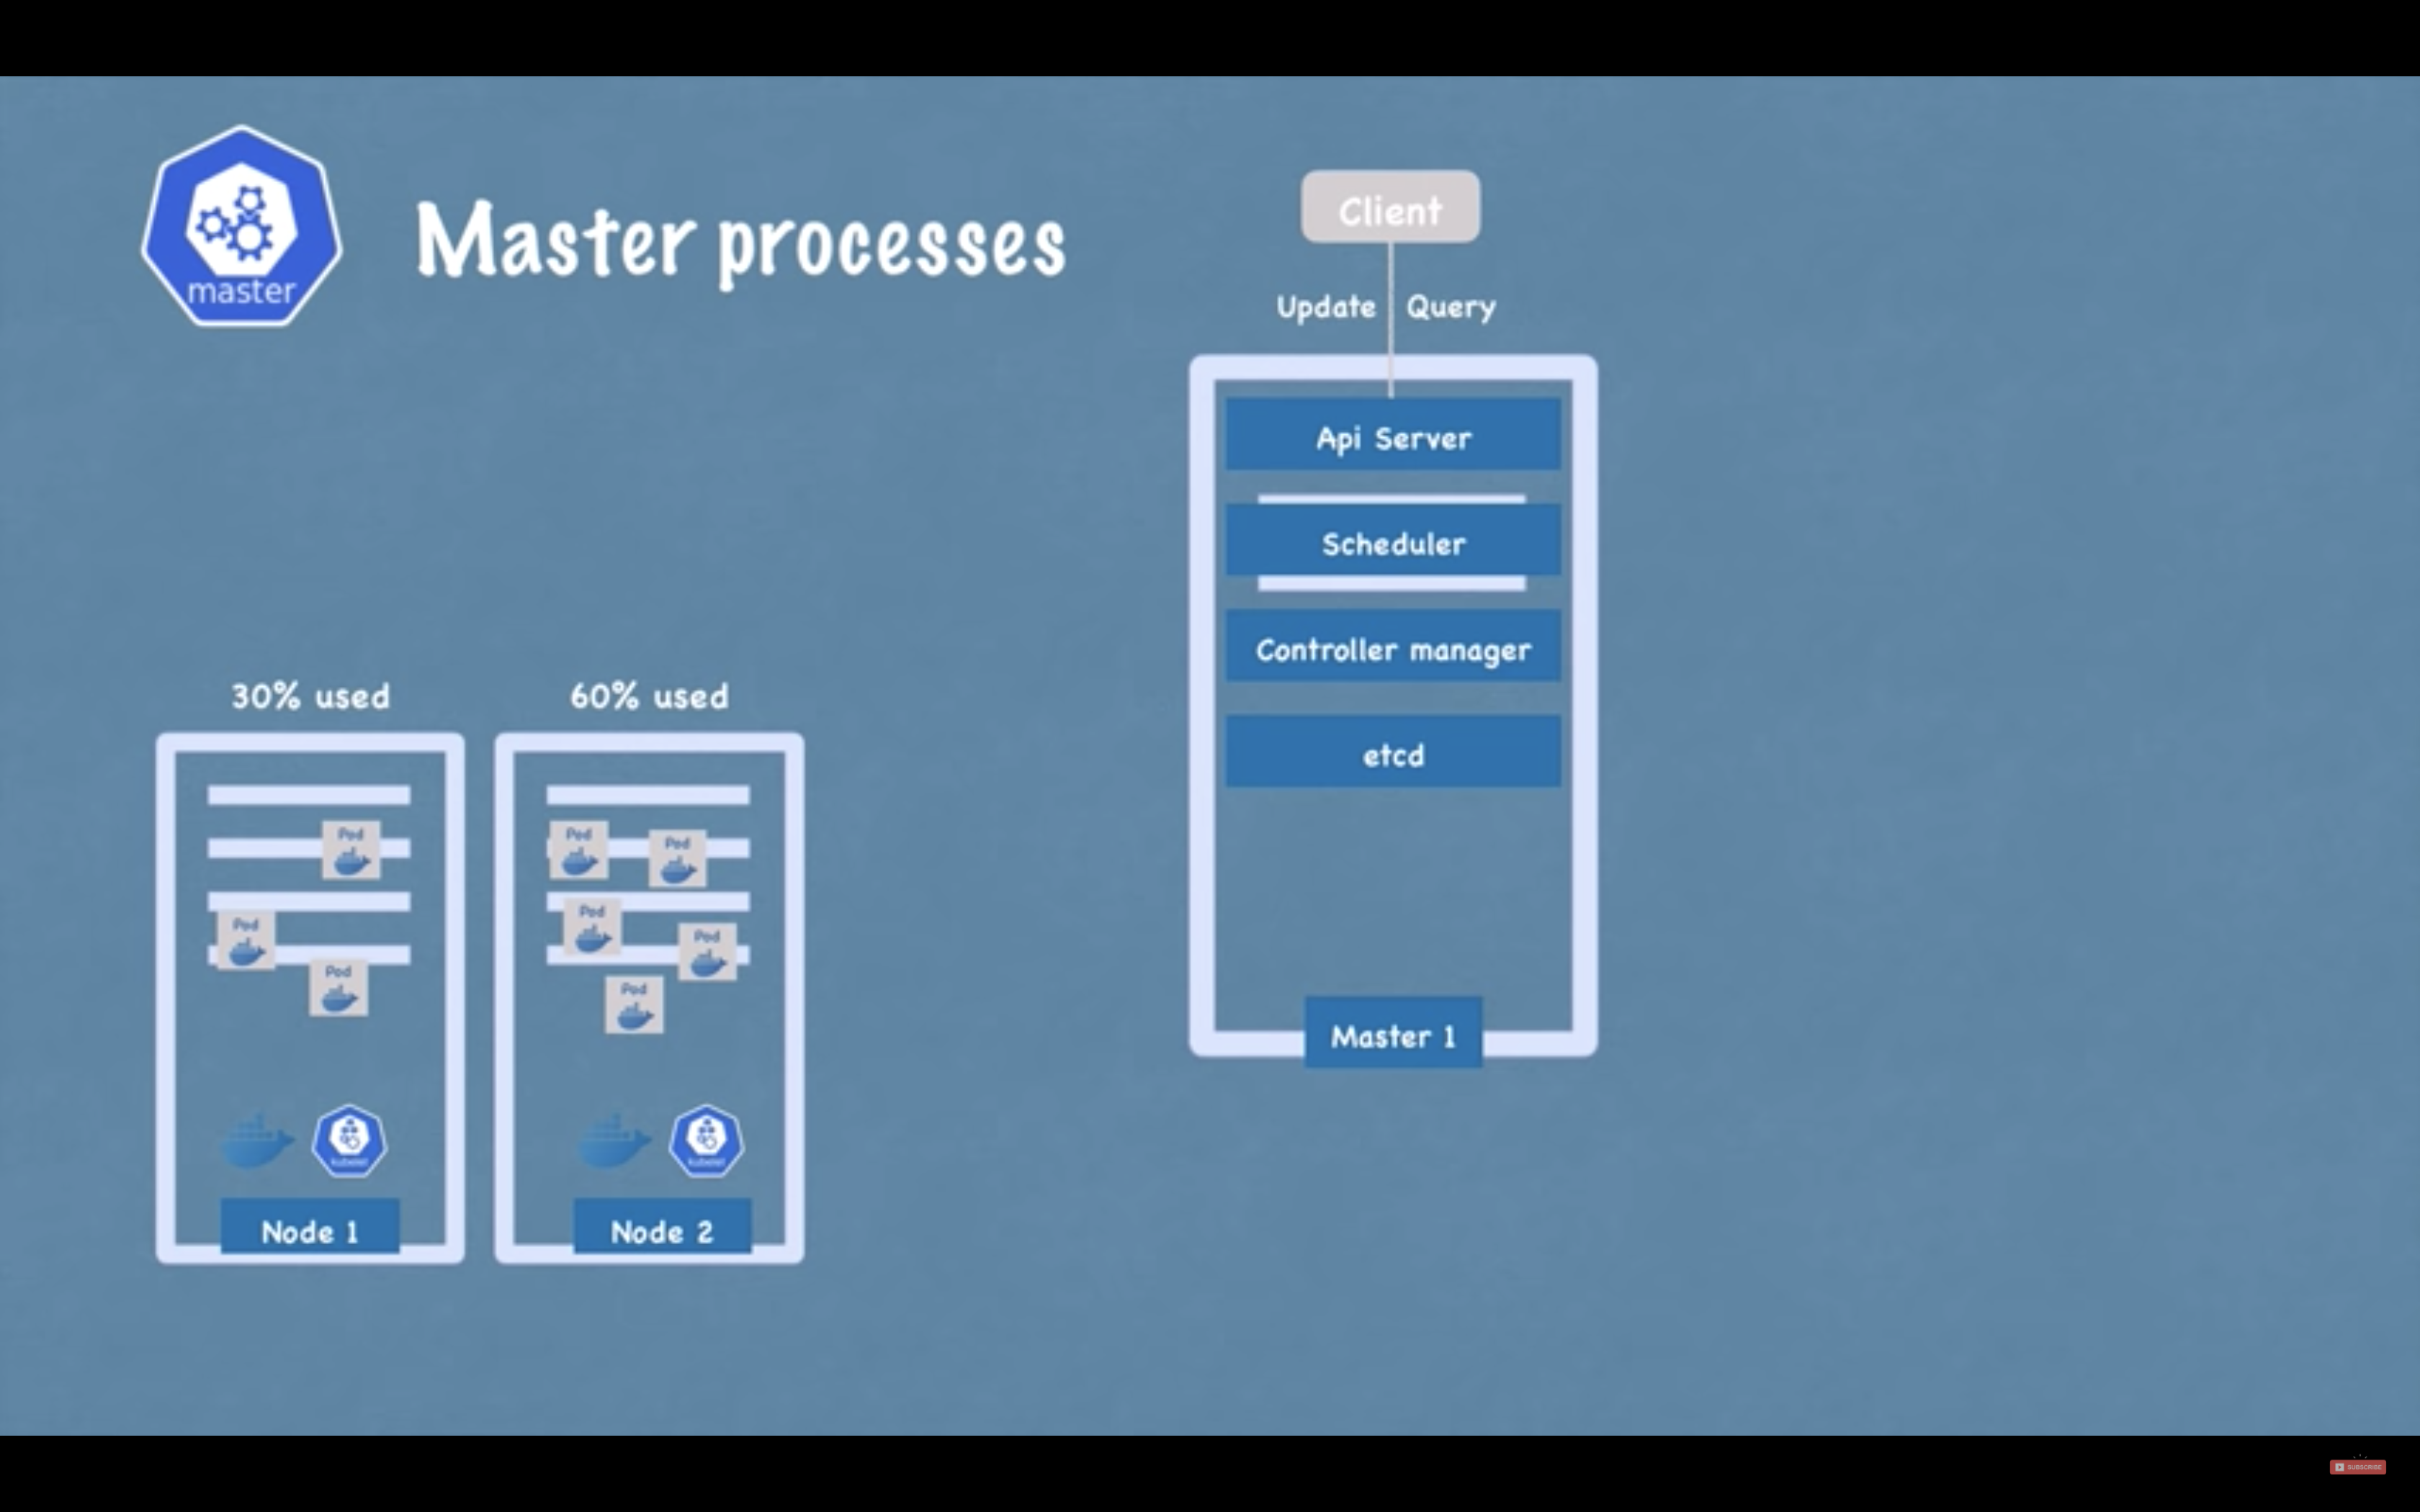 master
Master processes
Client
Update Query
Api Server
Scheduler
Controller manager
etcd
Master 1
30% used
60% used
Pod
Pod
Pod
kubelet
Node 1
Pod
Pod
Pod
Pod
Pod
kubelet
Node 2
SUBSCRIBE